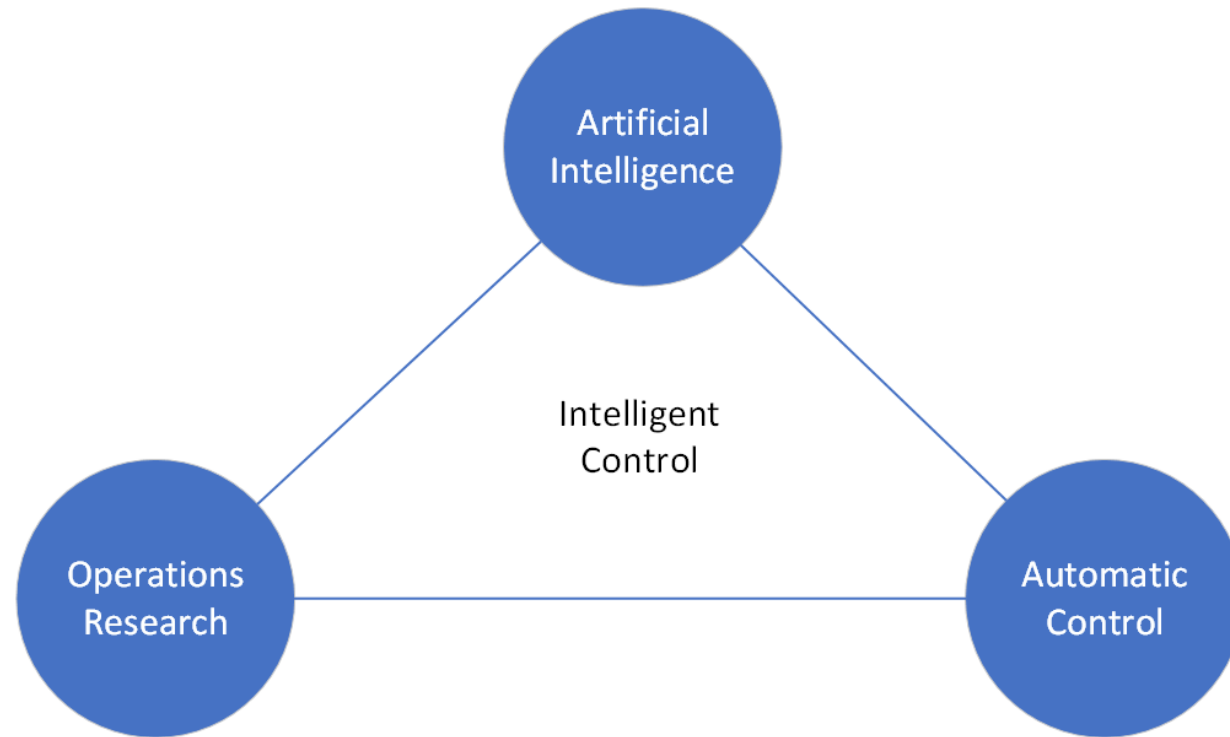 Artificial
Intelligence
Intelligent
Control
Operations
Research
Automatic
Control